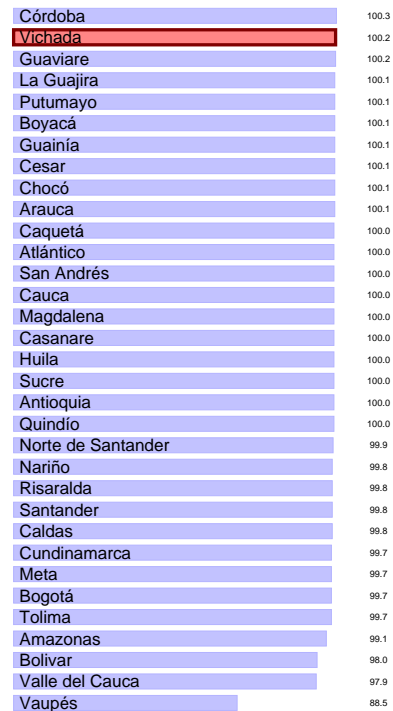 Córdoba 100.3
Vichada 100.2
Guaviare 100.2
La Guajira 100.1
Putumayo 100.1
Boyacá 100.1
Guainía 100.1
Cesar 100.1
Chocó 100.1
Arauca 100.1
Caquetá 100.0
Atlántico 100.0
San Andrés 100.0
Cauca 100.0
Magdalena 100.0
Casanare 100.0
Huila 100.0
Sucre 100.0
Antioquia 100.0
Quindío 100.0
Norte de Santander 99.9
Nariño 99.8
Risaralda 99.8
Santander 99.8
Caldas 99.8
Cundinamarca 99.7
Meta 99.7
Bogotá 99.7
Tolima 99.7
Amazonas 99.1
Bolivar 98.0
Valle del Cauca 97.9
Vaupés 88.5